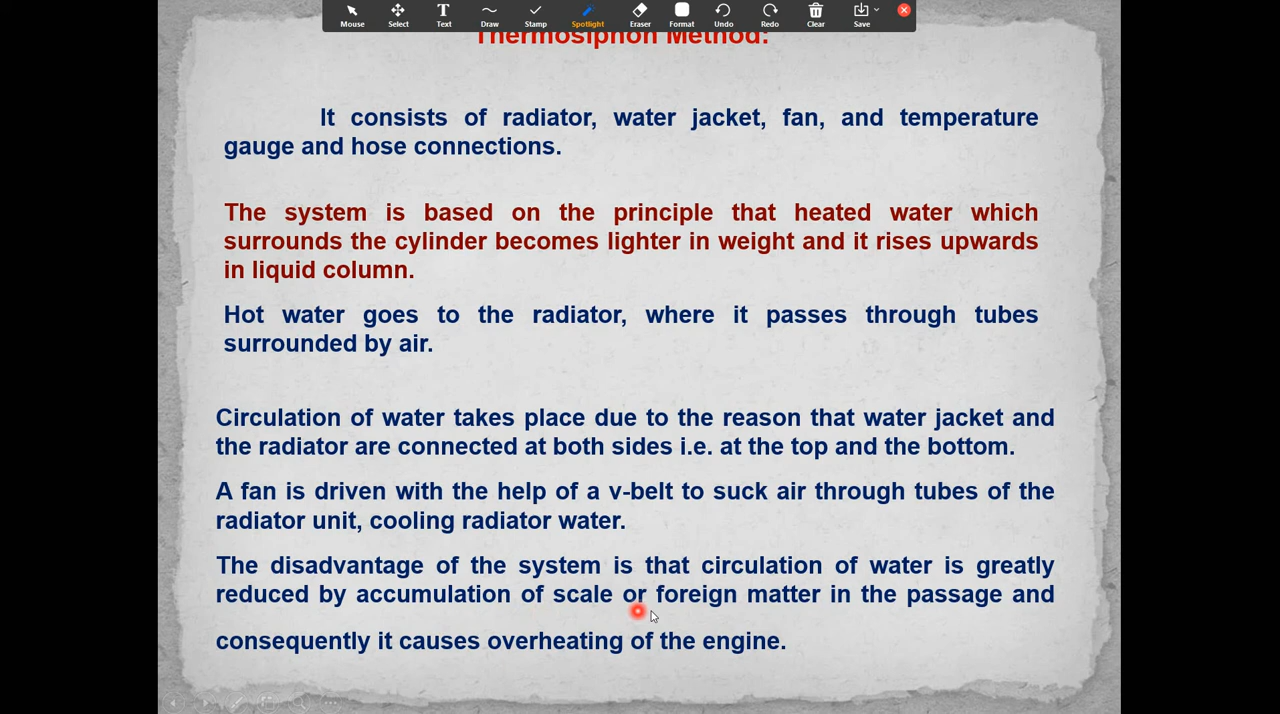 Mouse Select Text Draw Stamp Spotlight Eraser Format Undo Redo Clear Save
Thermosiphon Method:
It consists of radiator, water jacket, fan, and temperature
gauge and hose connections.
The system is based on the principle that heated water which
surrounds the cylinder becomes lighter in weight and it rises upwards
in liquid column.
Hot water goes to the radiator, where it passes through tubes
surrounded by air.
Circulation of water takes place due to the reason that water jacket and
the radiator are connected at both sides i.e. at the top and the bottom.
A fan is driven with the help of a v-belt to suck air through tubes of the
radiator unit, cooling radiator water.
The disadvantage of the system is that circulation of water is greatly
reduced by accumulation of scale or foreign matter in the passage and
consequently it causes overheating of the engine.